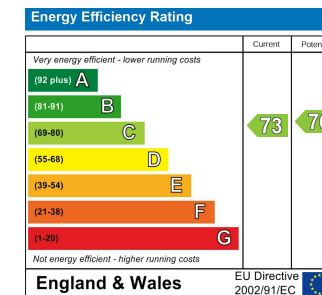 Energy Efficiency Rating
Current
Very energy efficient - lower running costs
(92 plus) A
(81-91) B
(69-80) C
73
(55-68) D
(39-54) E
(21-38) F
(1-20) G
Not energy efficient - higher running costs
England & Wales
EU Directive
2002/91/EC